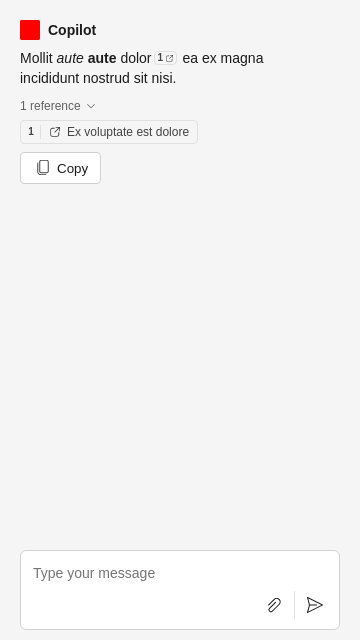 Copilot
Mollit aute aute dolor 1 ea ex magna
incididunt nostrud sit nisi.
1 reference
1 Ex voluptate est dolore
Copy
Type your message